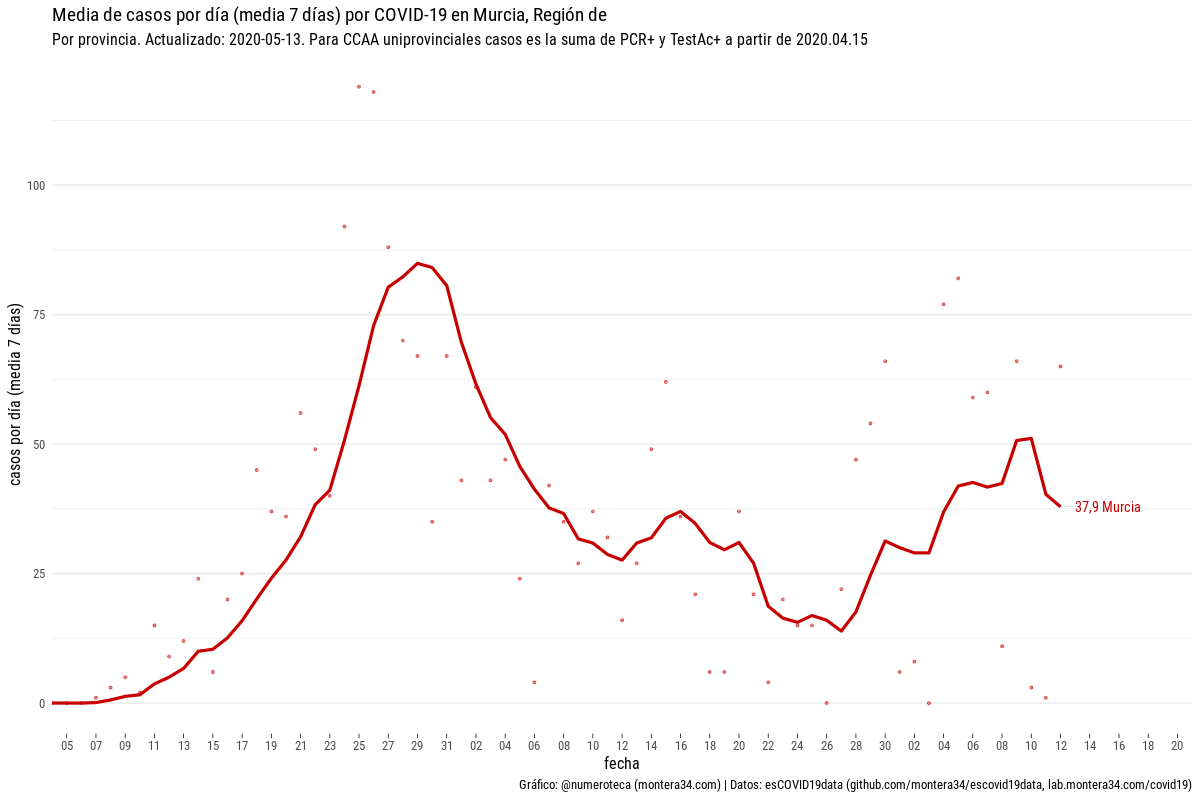 Media de casos por día (media 7 días) por COVID-19 en Murcia, Región de
Por provincia. Actualizado: 2020-05-13. Para CCAA uniprovinciales casos es la suma de PCR+ y TestAc+ a partir de 2020.04.15
casos por día (media 7 días)
100
75
50
25
0
37,9 Murcia
05 07 09 11 13 15 17 19 21 23 25 27 29 31 02 04 06 08 10 12 14 16 18 20 22 24 26 28 30 02 04 06 08 10 12 14 16 18 20
fecha
Gráfico: @numeroteca (montera34.com) | Datos: esCOVID19data (github.com/montera34/escovid19data, lab.montera34.com/covid19)